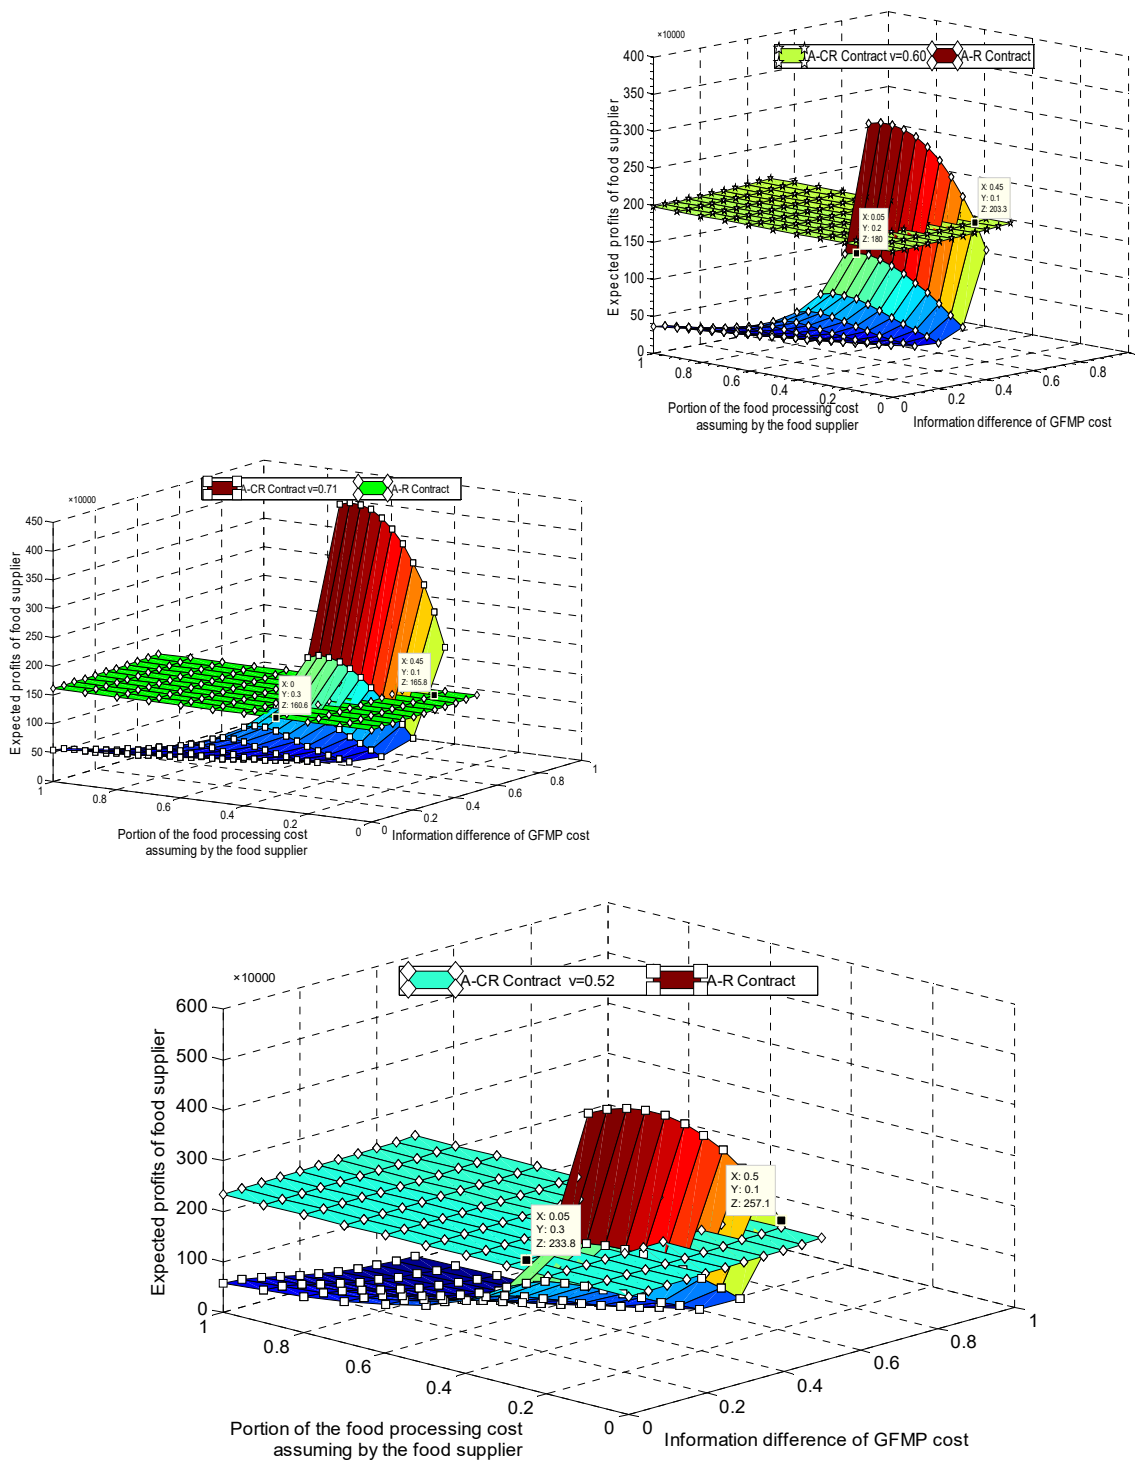 ×10000
A-CR Contract v=0.60 A-R Contract
400
350
300
250
200
150
100
50
0
Expected profits of food supplier
X: 0.05
Y: 0.2
Z: 180
X: 0.45
Y: 0.1
Z: 203.3
1 0.8 0.6 0.4 0.2 0
0 0.2 0.4 0.6 0.8 1
Portion of the food processing cost
assuming by the food supplier
Information difference of GFMP cost
×10000
A-CR Contract v=0.71 A-R Contract
450
400
350
300
250
200
150
100
50
0
Expected profits of food supplier
X: 0
Y: 0.3
Z: 160.6
X: 0.45
Y: 0.1
Z: 165.8
1 0.8 0.6 0.4 0.2 0
0 0.2 0.4 0.6 0.8 1
Portion of the food processing cost
assuming by the food supplier
Information difference of GFMP cost
×10000
A-CR Contract v=0.52 A-R Contract
600
500
400
300
200
100
0
Expected profits of food supplier
X: 0.05
Y: 0.3
Z: 233.8
X: 0.5
Y: 0.1
Z: 257.1
1 0.8 0.6 0.4 0.2 0
0 0.2 0.4 0.6 0.8 1
Portion of the food processing cost
assuming by the food supplier
Information difference of GFMP cost